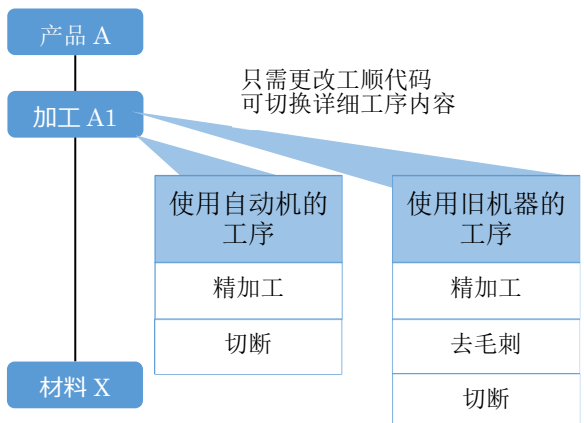 产品 A
只需更改工顺代码
可切换详细工序内容
加工 A1
使用自动机的
工序
精加工
切断
使用旧机器的
工序
精加工
去毛刺
切断
材料 X